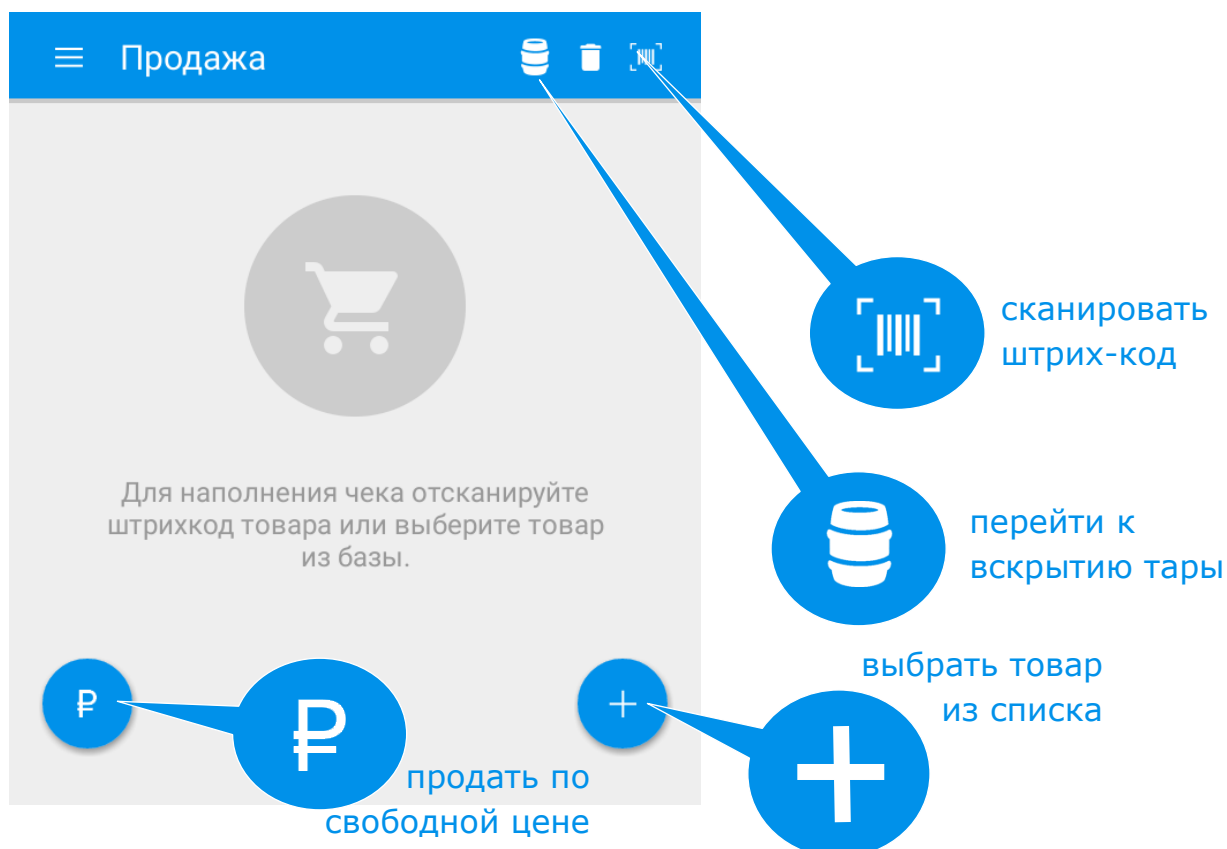 Продажа
сканировать
штрих-код
Для наполнения чека отсканируйте
штрихкод товара или выберите товар
из базы.
перейти к
вскрытию тары
выбрать товар
из списка
₽
₽
продать по
свободной цене